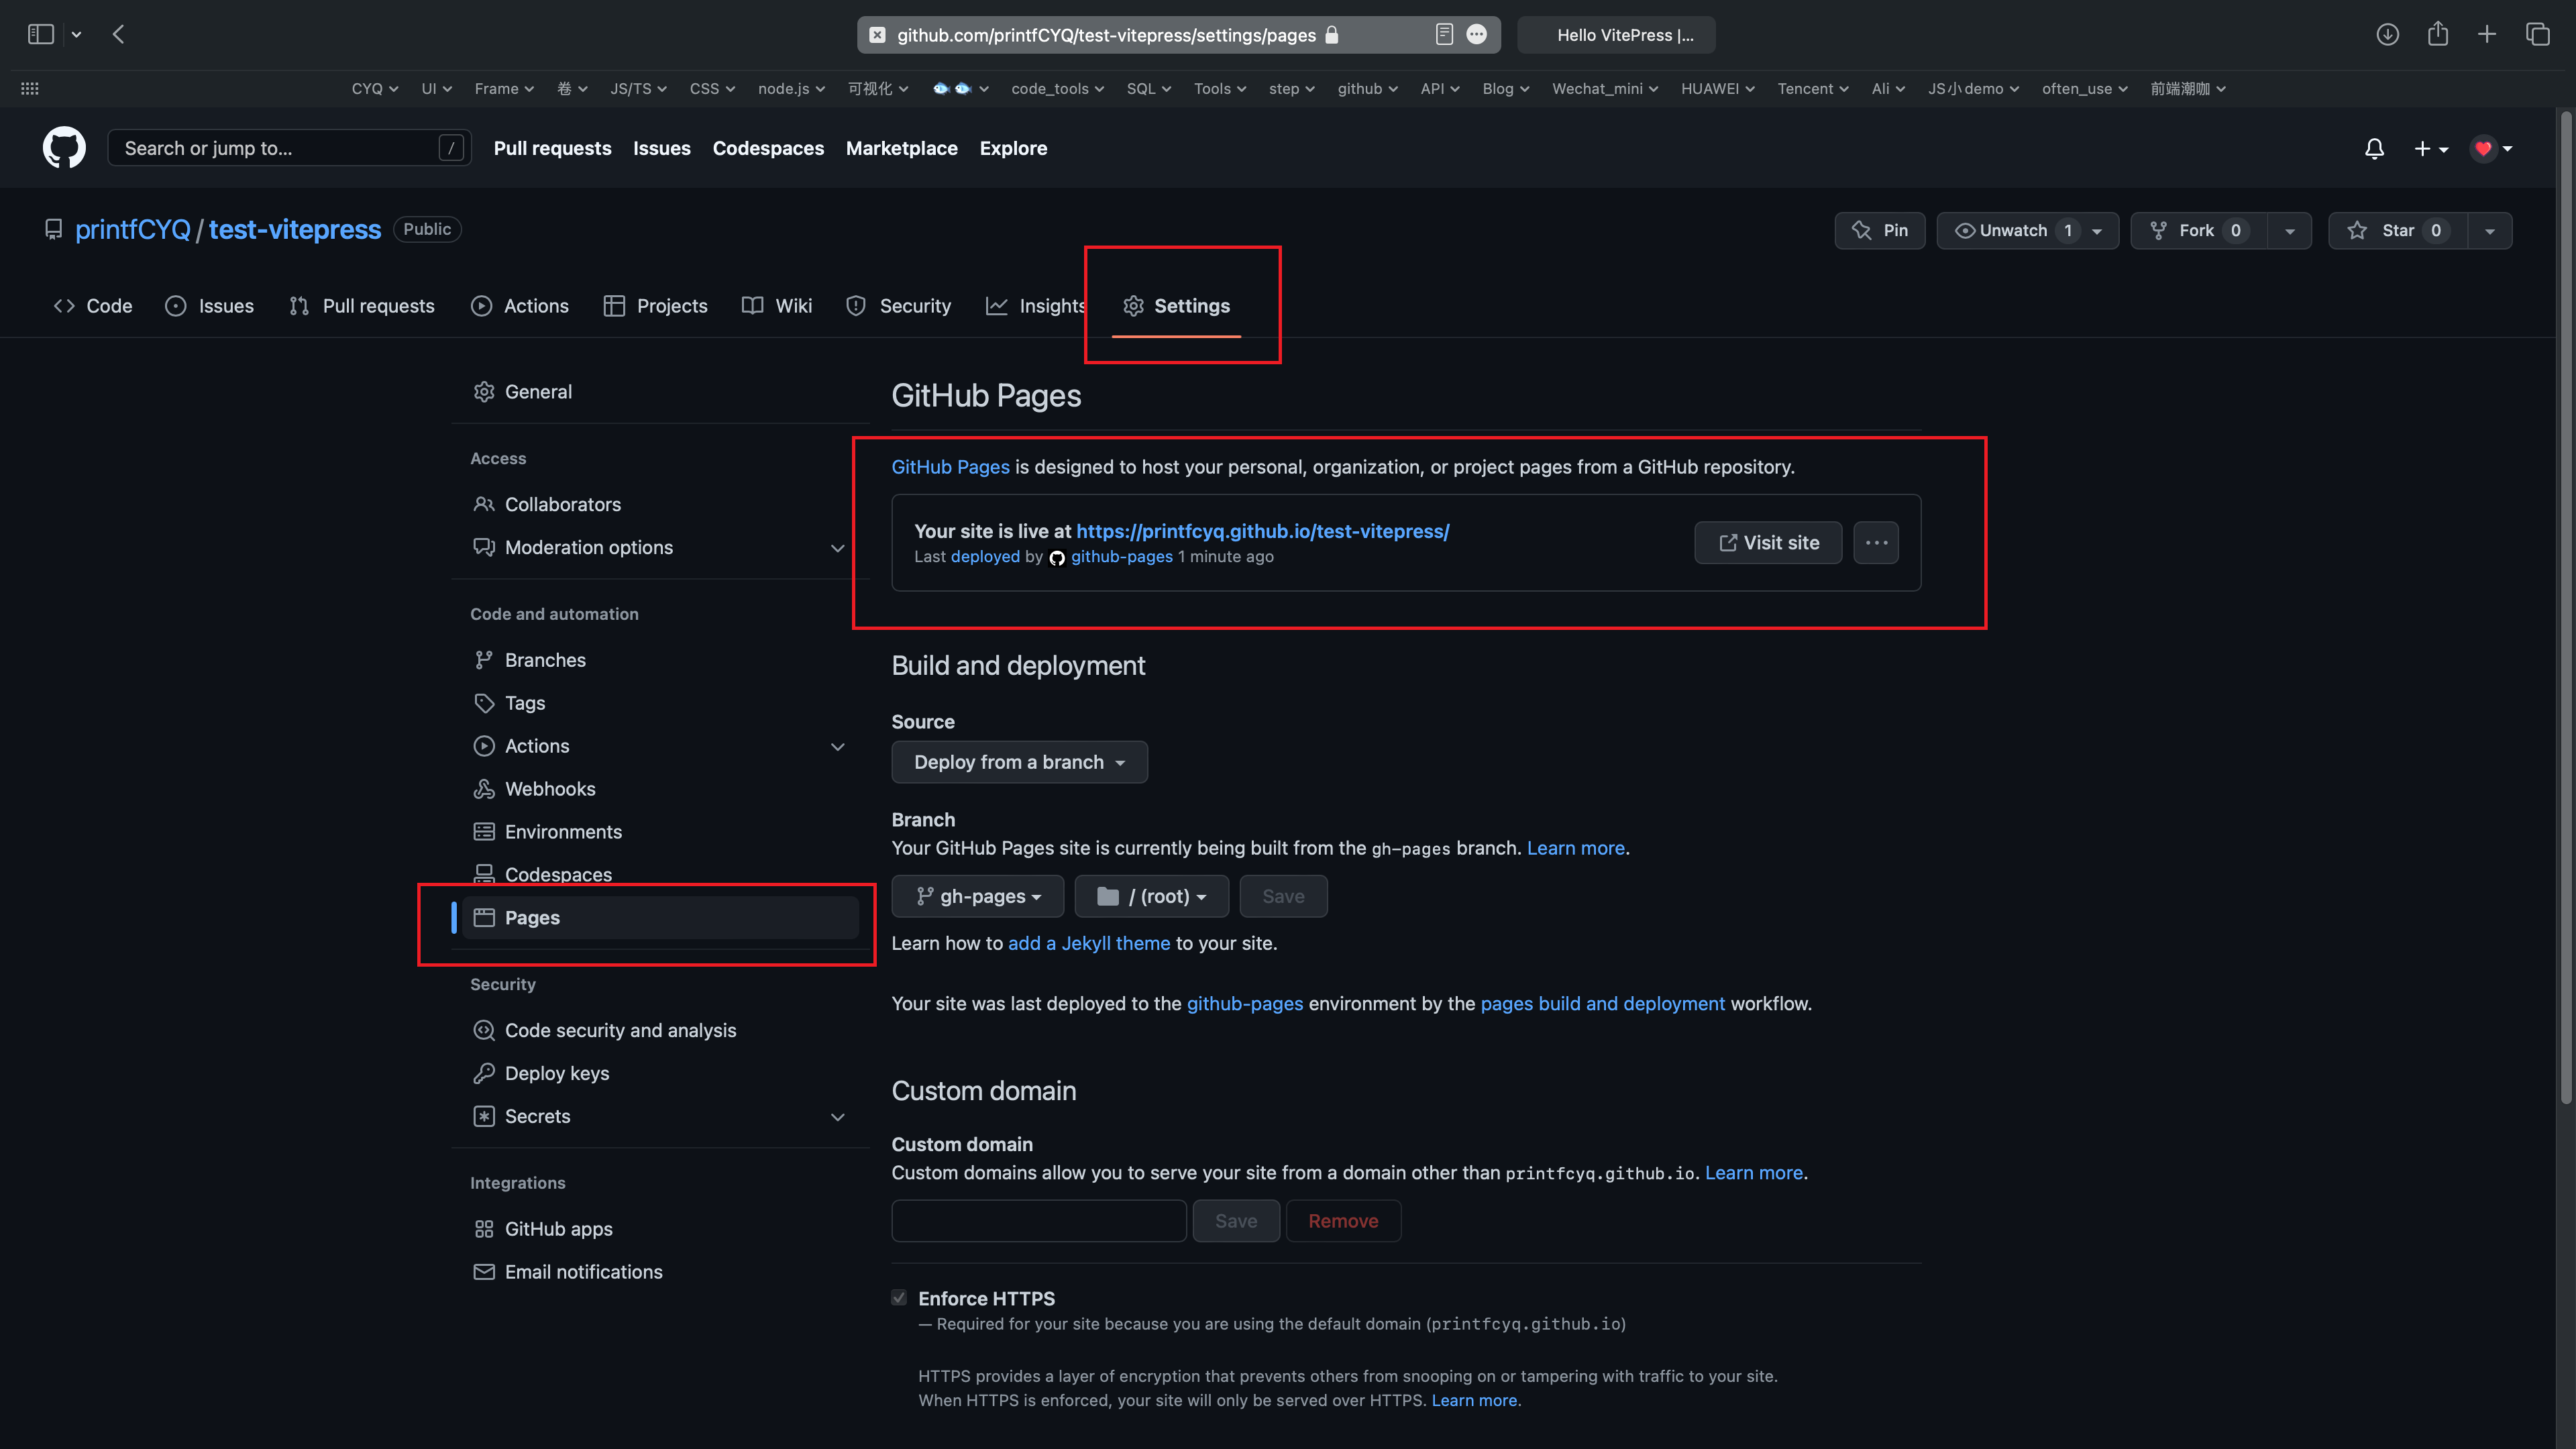 github.com/printfCYQ/test-vitepress/settings/pages
Hello VitePress |...
CYQ UI Frame 卷 JS/TS CSS node.js 可视化 🐟🐟 code_tools SQL Tools step github API Blog Wechat_mini HUAWEI Tencent Ali JS小demo often_use 前端潮咖
Search or jump to... /
Pull requests Issues Codespaces Marketplace Explore
printfCYQ / test-vitepress Public
Pin Unwatch 1 Fork 0 Star 0
Code Issues Pull requests Actions Projects Wiki Security Insights Settings
General
Access
Collaborators
Moderation options
Code and automation
Branches
Tags
Actions
Webhooks
Environments
Codespaces
Pages
Security
Code security and analysis
Deploy keys
Secrets
Integrations
GitHub apps
Email notifications
GitHub Pages
GitHub Pages is designed to host your personal, organization, or project pages from a GitHub repository.
Your site is live at https://printfcyq.github.io/test-vitepress/
Last deployed by github-pages 1 minute ago
Visit site
Build and deployment
Source
Deploy from a branch
Branch
Your GitHub Pages site is currently being built from the gh-pages branch. Learn more.
gh-pages / (root) Save
Learn how to add a Jekyll theme to your site.
Your site was last deployed to the github-pages environment by the pages build and deployment workflow.
Custom domain
Custom domain
Custom domains allow you to serve your site from a domain other than printfcyq.github.io. Learn more.
Save Remove
Enforce HTTPS
— Required for your site because you are using the default domain (printfcyq.github.io)
HTTPS provides a layer of encryption that prevents others from snooping on or tampering with traffic to your site.
When HTTPS is enforced, your site will only be served over HTTPS. Learn more.